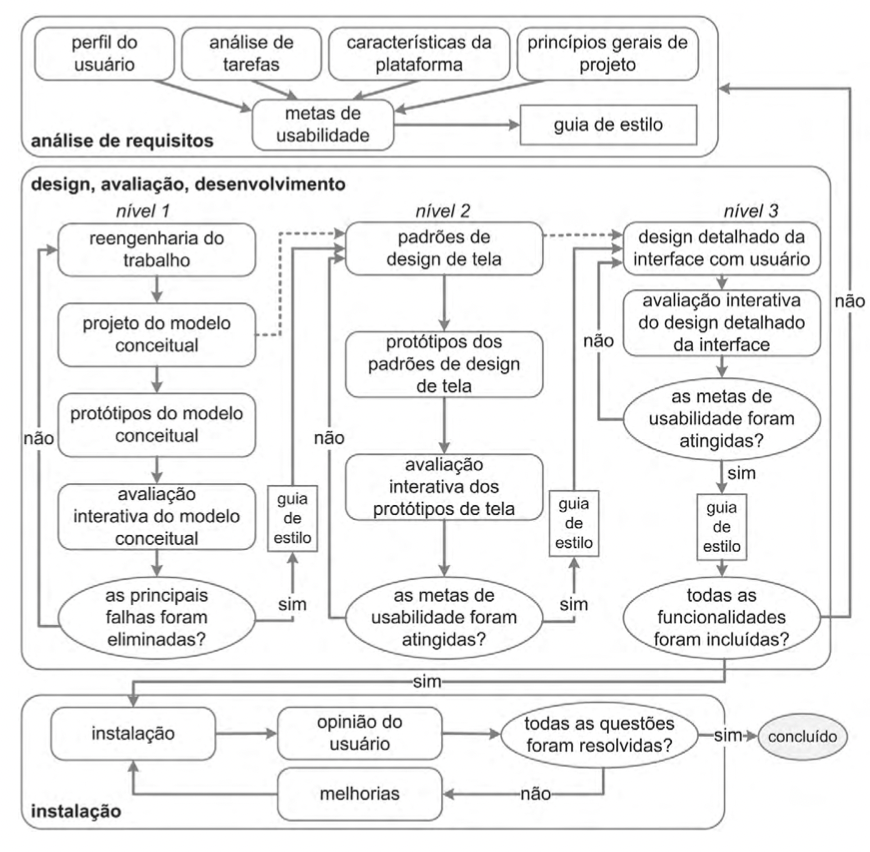 perfil do
usuário
análise de
tarefas
características da
plataforma
princípios gerais de
projeto
metas de
usabilidade
guia de estilo
análise de requisitos
design, avaliação, desenvolvimento
nível 1
reengenharia do
trabalho
projeto do modelo
conceitual
protótipos do modelo
conceitual
não
avaliação
interativa do modelo
conceitual
as principais
falhas foram
eliminadas?
sim
guia
de
estilo
nível 2
padrões de
design de tela
protótipos dos
padrões de design
de tela
não
avaliação
interativa dos
protótipos de tela
as metas de
usabilidade foram
atingidas?
sim
guia
de
estilo
nível 3
design detalhado da
interface com usuário
avaliação interativa
do design detalhado
da interface
não
as metas de
usabilidade foram
atingidas?
sim
guia
de
estilo
todas as
funcionalidades
foram incluídas?
não
sim
instalação
opinião do
usuário
todas as questões
foram resolvidas?
sim
concluído
melhorias
não
instalação